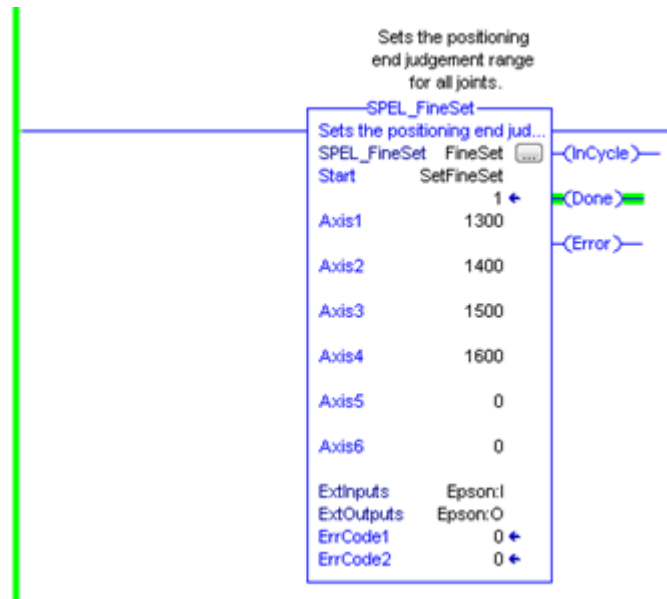 Sets the positioning
end judgement range
for all joints.
SPEL_FineSet
Sets the positioning end jud...
SPEL_FineSet FineSet ...
(InCycle)
Start SetFineSet
1
(Done)
Axis1 1300
(Error)
Axis2 1400
Axis3 1500
Axis4 1600
Axis5 0
Axis6 0
ExtInputs Epson:I
ExtOutputs Epson:O
ErrCode1 0
ErrCode2 0